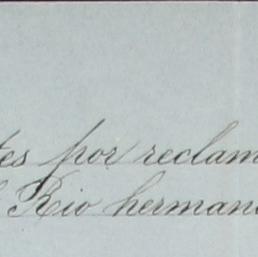 tes por reclam
Rio herman